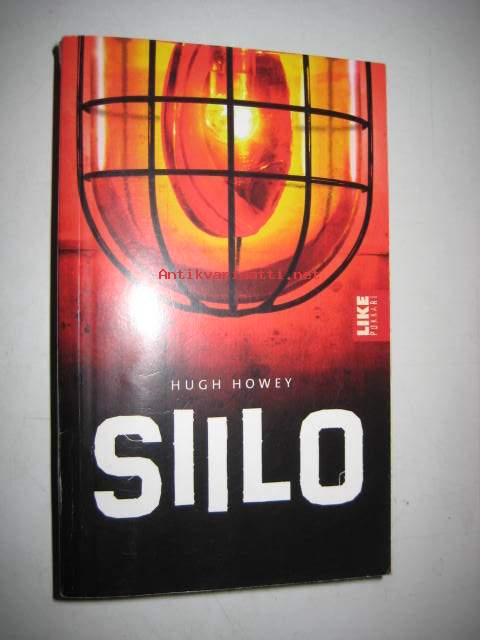 Antikvariaatti.net
LIKE
POKKARI
HUGH HOWEY
SIILO